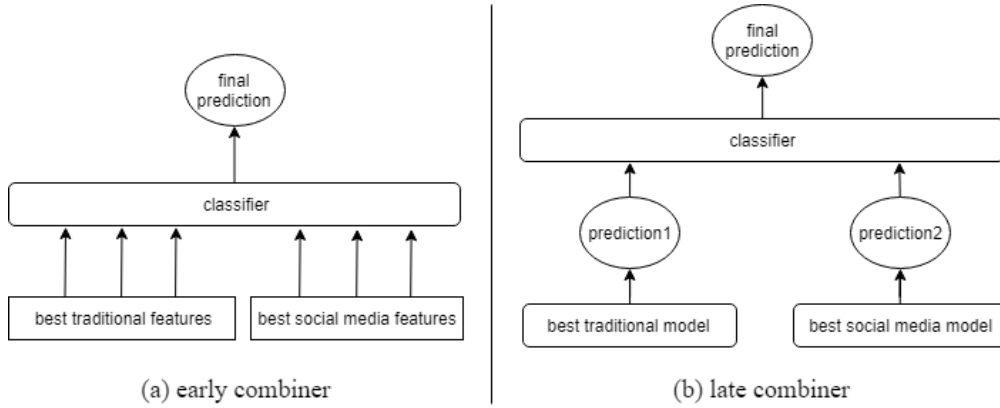 final
prediction
classifier
best traditional features
best social media features
(a) early combiner
final
prediction
classifier
prediction1
prediction2
best traditional model
best social media model
(b) late combiner